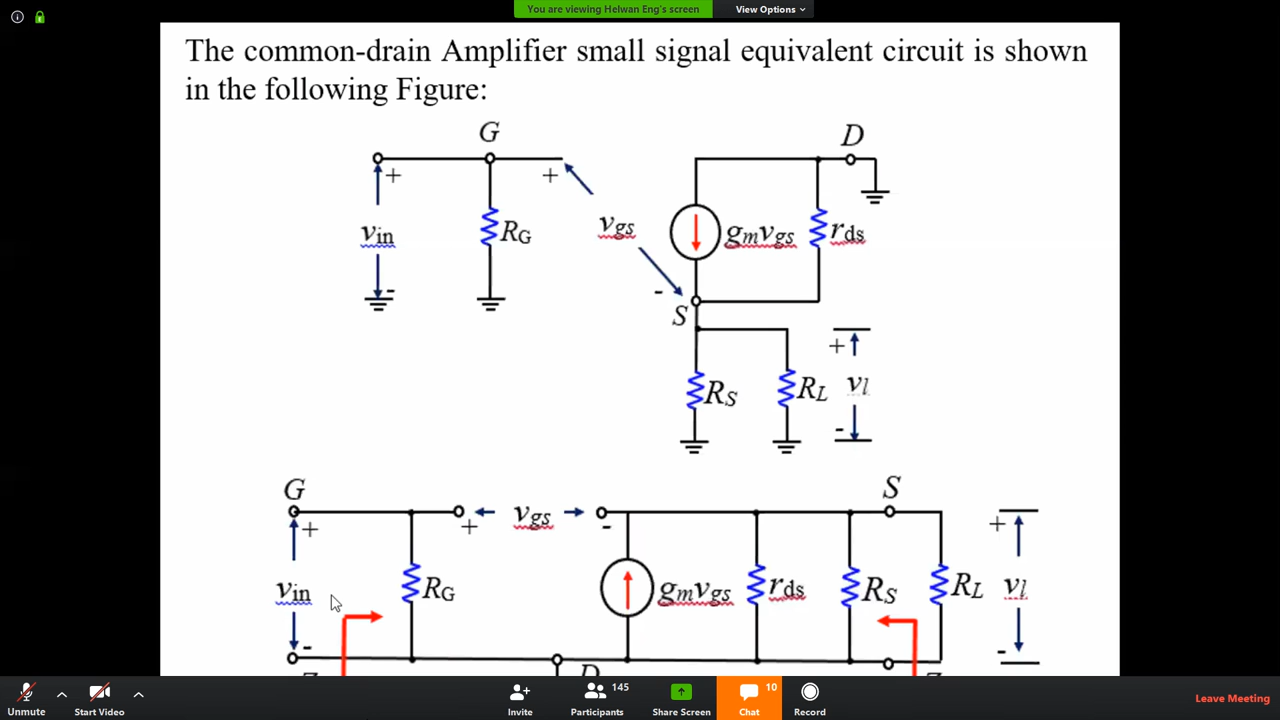 You are viewing Helwan Eng's screen
View Options
The common-drain Amplifier small signal equivalent circuit is shown
in the following Figure:
G
D
+
+
vin
RG
vgs
gmvgs
rds
-
-
S
+
RS
RL
vl
-
G
S
+
+
vgs
-
+
vin
RG
gmvgs
rds
RS
RL
vl
-
-
D
145
10
Unmute
Start Video
Invite
Participants
Share Screen
Chat
Record
Leave Meeting